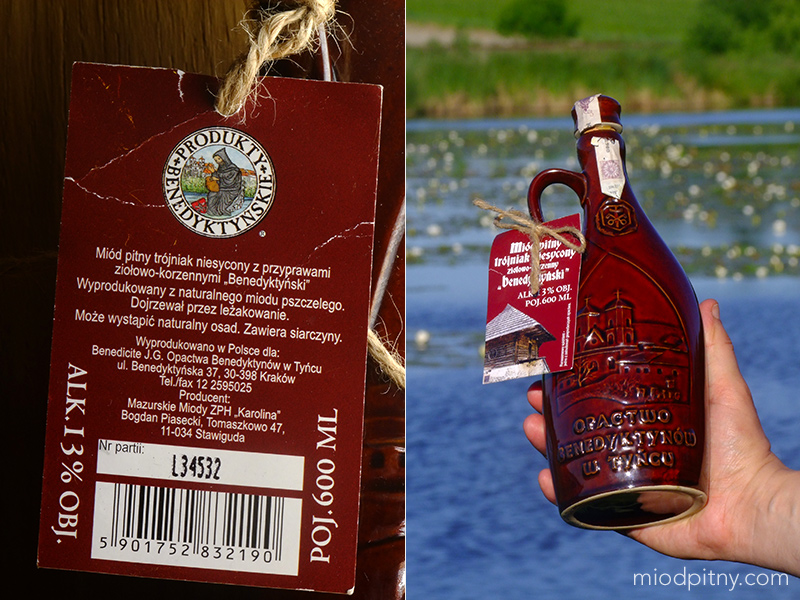 PRODUKTY BENEDYKTYŃSKIE
®
Miód pitny trójniak niesycony z przyprawami
ziołowo-korzennymi „Benedyktyński”
Wyprodukowany z naturalnego miodu pszczelego.
Dojrzewał przez leżakowanie.
Może wystąpić naturalny osad. Zawiera siarczyny.
Wyprodukowano w Polsce dla:
Benedicite J.G. Opactwa Benedyktynów w Tyńcu
ul. Benedyktyńska 37, 30-398 Kraków
Tel./fax 12 2595025
Producent:
Mazurskie Miody ZPH „Karolina”
Bogdan Piasecki, Tomaszkowo 47,
11-034 Stawiguda
ALK.13% OBJ.
POJ.600 ML
Nr partii:
L34532
5 901752 832190
Miód pitny
trójniak niesycony
ziołowo-korzenny
„Benedyktyński”
ALK.13% OBJ.
POJ.600 ML
OPACTWO
BENEDYKTYNÓW
W TYŃCU
miodpitny.com